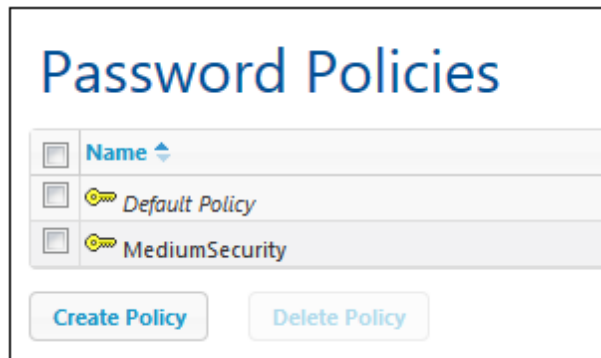 Password Policies
Name
Default Policy
MediumSecurity
Create Policy Delete Policy